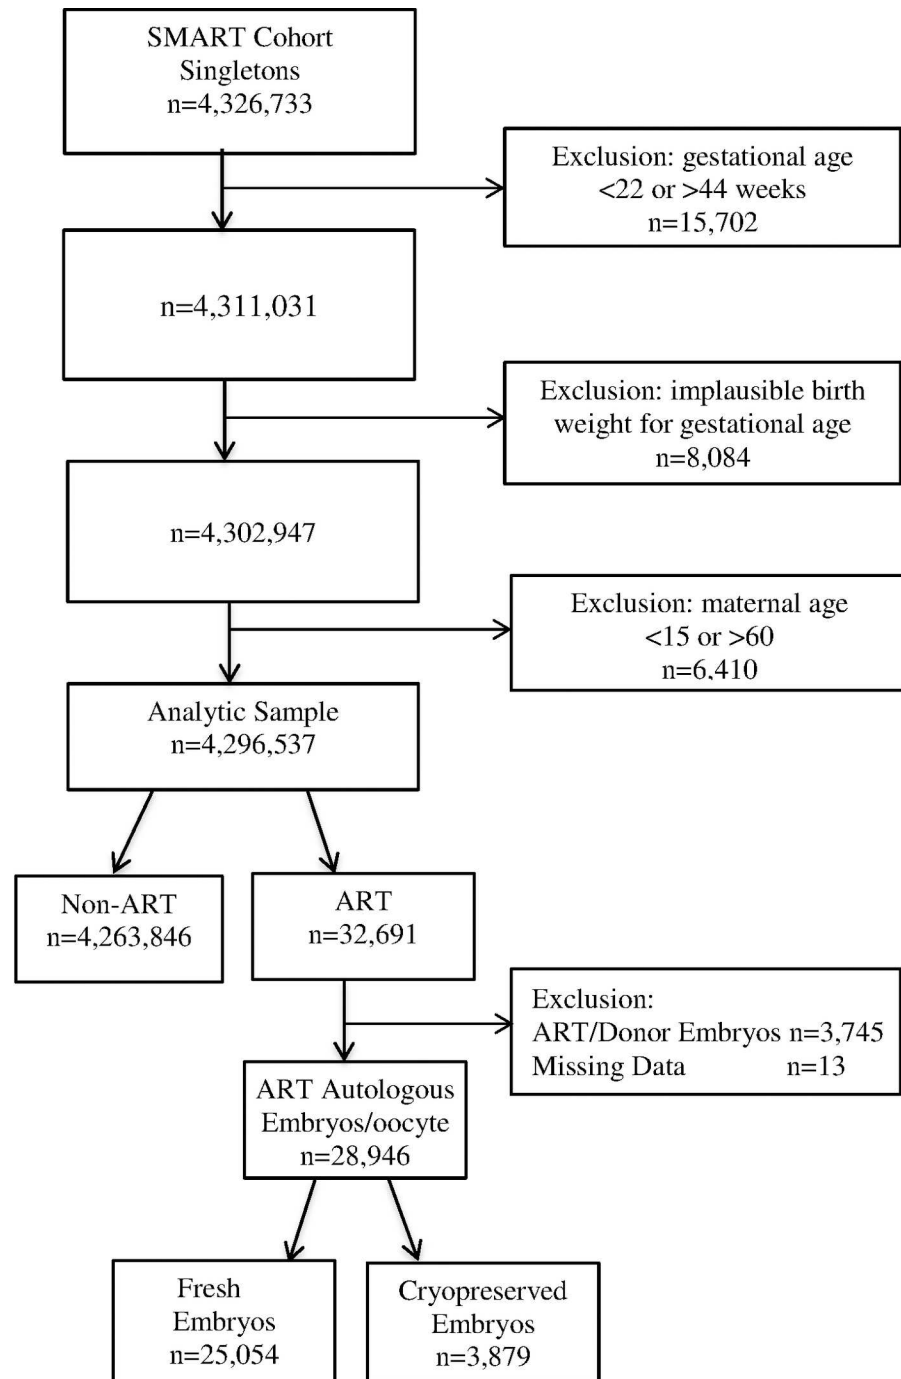 SMART Cohort
Singletons
n=4,326,733
Exclusion: gestational age
<22 or >44 weeks
n=15,702
n=4,311,031
Exclusion: implausible birth
weight for gestational age
n=8,084
n=4,302,947
Exclusion: maternal age
<15 or >60
n=6,410
Analytic Sample
n=4,296,537
Non-ART
n=4,263,846
ART
n=32,691
Exclusion:
ART/Donor Embryos n=3,745
Missing Data n=13
ART Autologous
Embryos/oocyte
n=28,946
Fresh
Embryos
n=25,054
Cryopreserved
Embryos
n=3,879